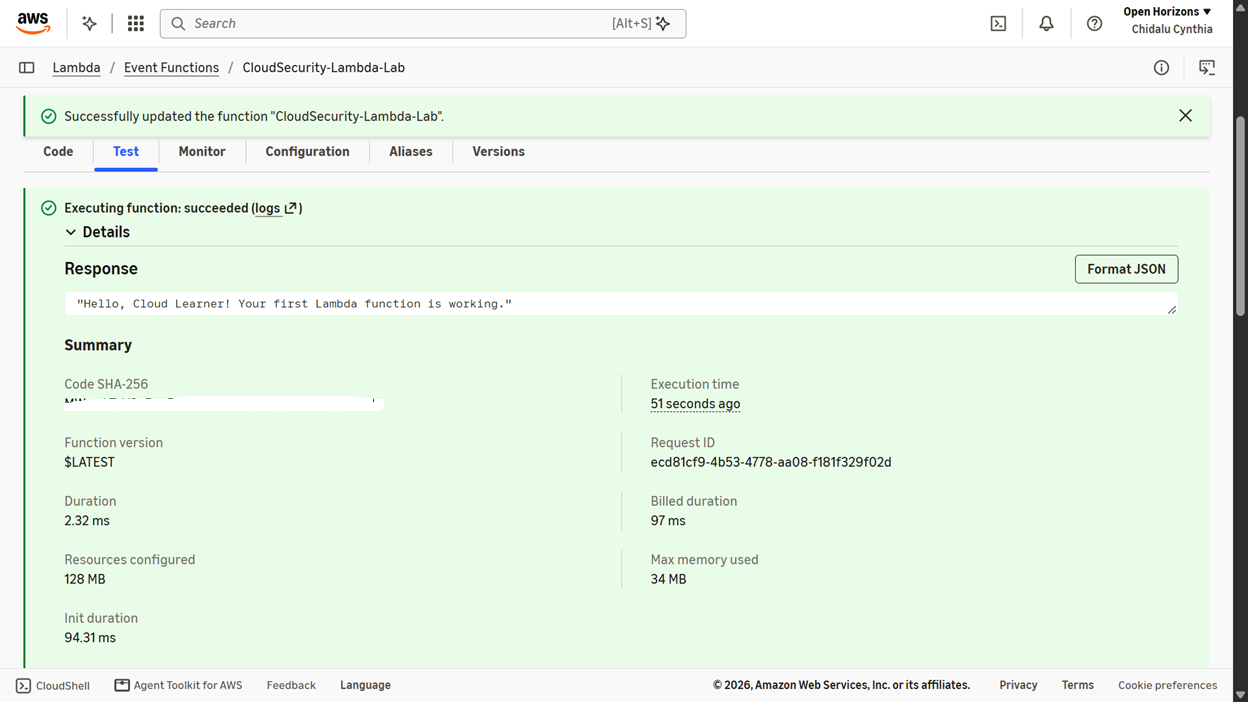 aws
Search [Alt+S]
Open Horizons ▼
Chidalu Cynthia
Lambda / Event Functions / CloudSecurity-Lambda-Lab
Successfully updated the function "CloudSecurity-Lambda-Lab".
Code Test Monitor Configuration Aliases Versions
Executing function: succeeded (logs)
Details
Response
Format JSON
"Hello, Cloud Learner! Your first Lambda function is working."
Summary
Code SHA-256
Execution time
51 seconds ago
Function version
$LATEST
Request ID
ecd81cf9-4b53-4778-aa08-f181f329f02d
Duration
2.32 ms
Billed duration
97 ms
Resources configured
128 MB
Max memory used
34 MB
Init duration
94.31 ms
CloudShell Agent Toolkit for AWS Feedback Language © 2026, Amazon Web Services, Inc. or its affiliates. Privacy Terms Cookie preferences